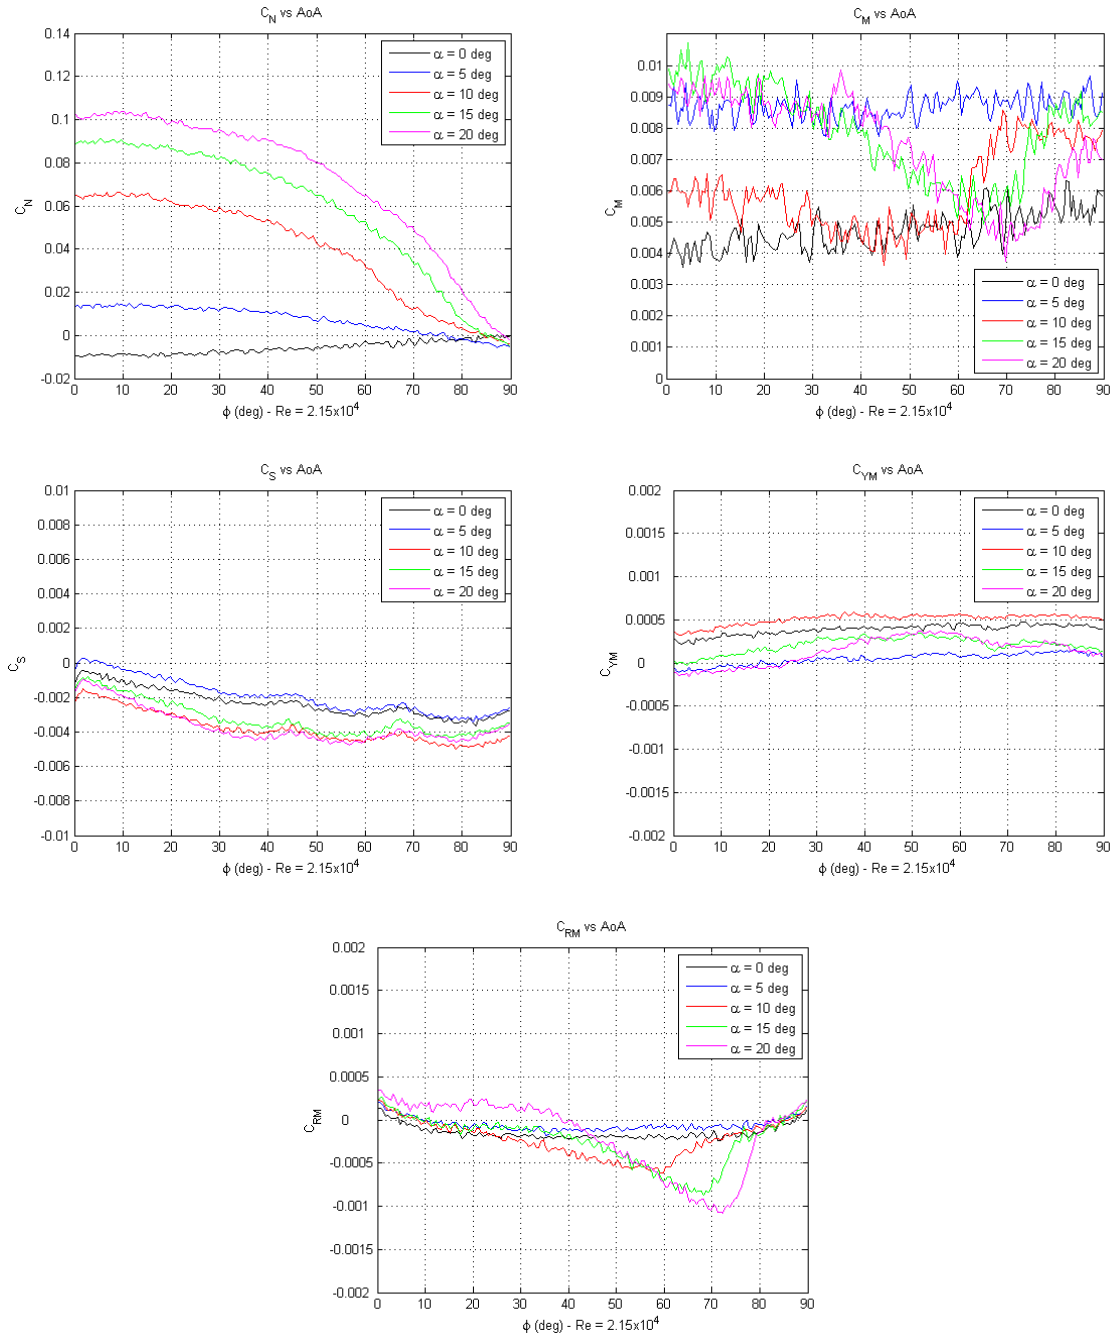 C_N vs AoA
0.14
0.12
0.1
0.08
0.06
0.04
0.02
0
-0.02
C_N
0 10 20 30 40 50 60 70 80 90
ϕ (deg) - Re = 2.15x10^4
α = 0 deg
α = 5 deg
α = 10 deg
α = 15 deg
α = 20 deg
C_M vs AoA
0.01
0.009
0.008
0.007
0.006
0.005
0.004
0.003
0.002
0.001
0
C_M
0 10 20 30 40 50 60 70 80 90
ϕ (deg) - Re = 2.15x10^4
α = 0 deg
α = 5 deg
α = 10 deg
α = 15 deg
α = 20 deg
C_S vs AoA
0.01
0.008
0.006
0.004
0.002
0
-0.002
-0.004
-0.006
-0.008
-0.01
C_S
0 10 20 30 40 50 60 70 80 90
ϕ (deg) - Re = 2.15x10^4
α = 0 deg
α = 5 deg
α = 10 deg
α = 15 deg
α = 20 deg
C_YM vs AoA
0.002
0.0015
0.001
0.0005
0
-0.0005
-0.001
-0.0015
-0.002
C_YM
0 10 20 30 40 50 60 70 80 90
ϕ (deg) - Re = 2.15x10^4
α = 0 deg
α = 5 deg
α = 10 deg
α = 15 deg
α = 20 deg
C_RM vs AoA
0.002
0.0015
0.001
0.0005
0
-0.0005
-0.001
-0.0015
-0.002
C_RM
0 10 20 30 40 50 60 70 80 90
ϕ (deg) - Re = 2.15x10^4
α = 0 deg
α = 5 deg
α = 10 deg
α = 15 deg
α = 20 deg